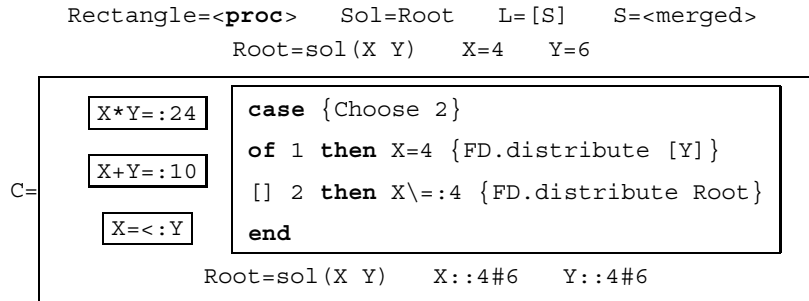 Rectangle=<proc> Sol=Root L=[S] S=<merged>
Root=sol(X Y) X=4 Y=6
C=
X*Y=:24
X+Y=:10
X=<:Y
case {Choose 2}
of 1 then X=4 {FD.distribute [Y]}
[] 2 then X\=:4 {FD.distribute Root}
end
Root=sol(X Y) X::4#6 Y::4#6